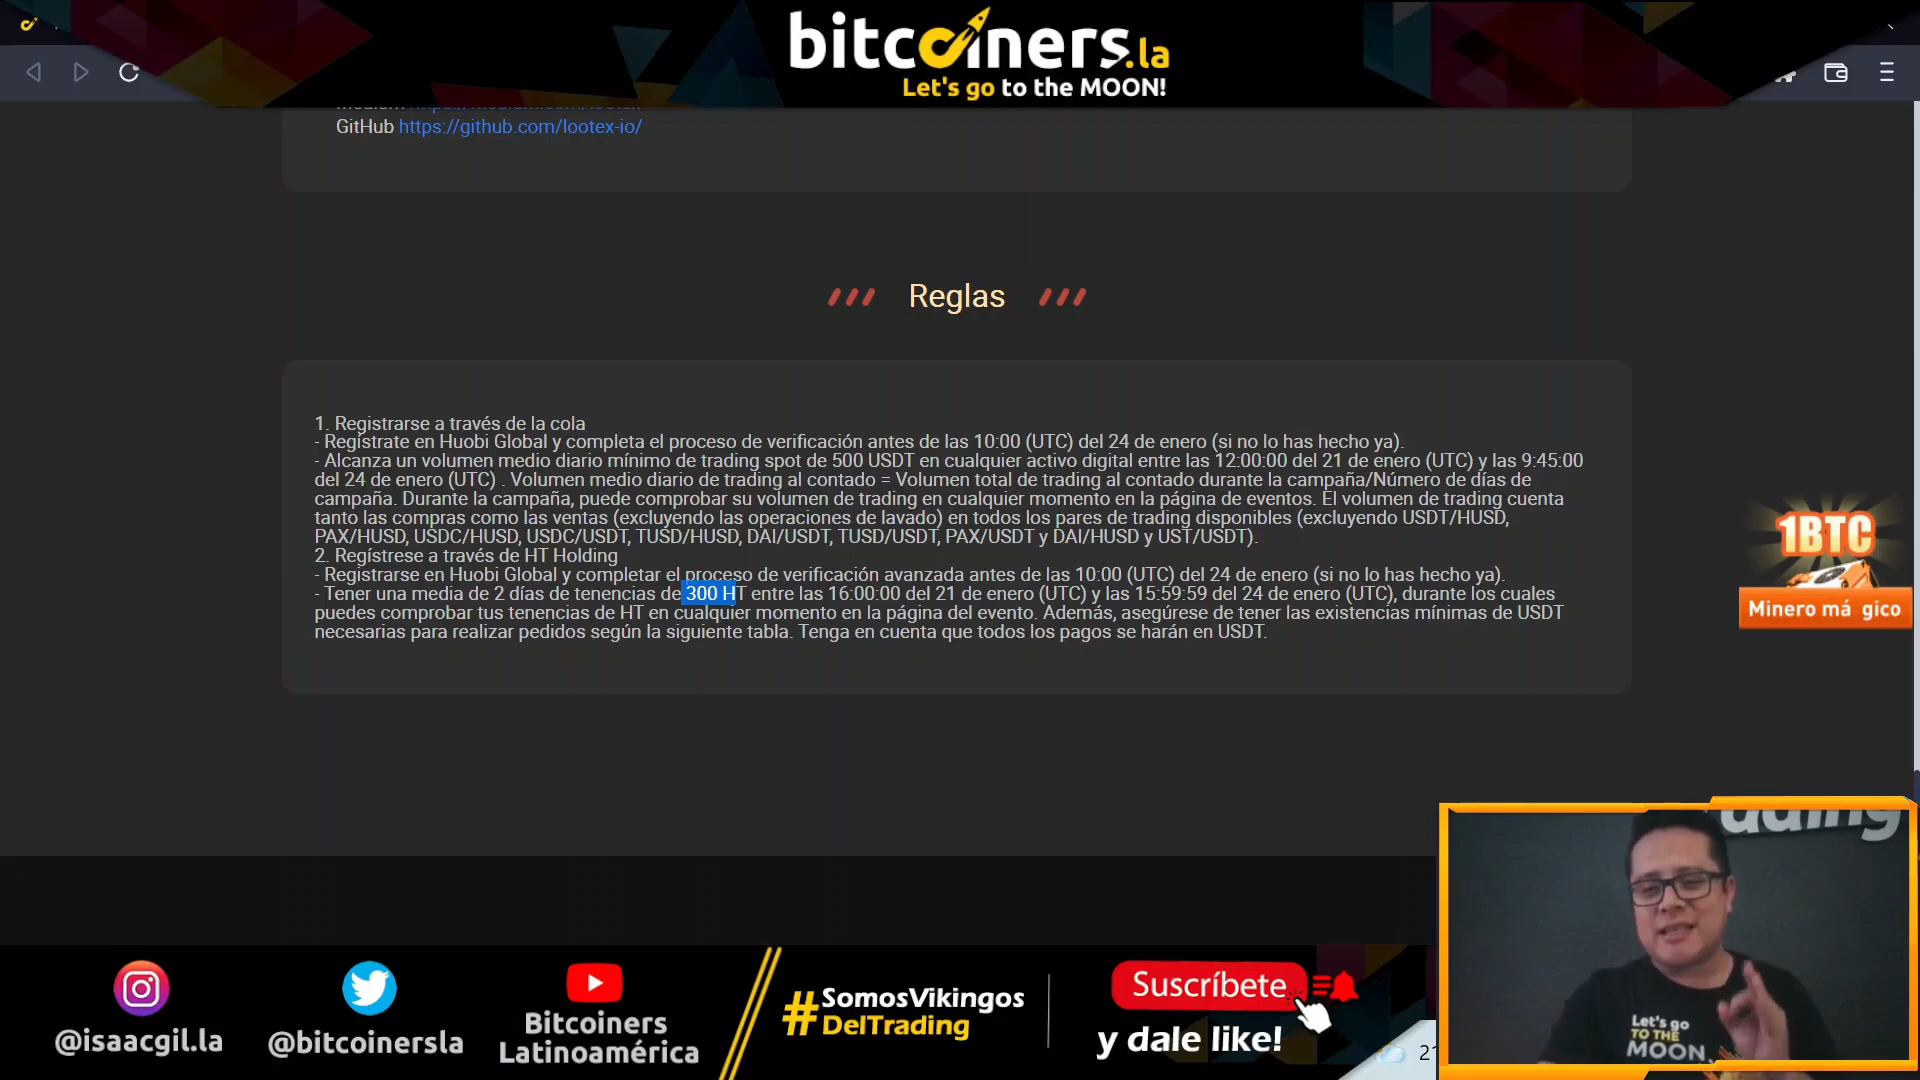 bitcoiners.la
Let's go to the MOON!
GitHub https://github.com/lootex-io/
Reglas
1. Registrarse a través de la cola
- Regístrate en Huobi Global y completa el proceso de verificación antes de las 10:00 (UTC) del 24 de enero (si no lo has hecho ya).
- Alcanza un volumen medio diario mínimo de trading spot de 500 USDT en cualquier activo digital entre las 12:00:00 del 21 de enero (UTC) y las 9:45:00
del 24 de enero (UTC) . Volumen medio diario de trading al contado = Volumen total de trading al contado durante la campaña/Número de días de
campaña. Durante la campaña, puede comprobar su volumen de trading en cualquier momento en la página de eventos. El volumen de trading cuenta
tanto las compras como las ventas (excluyendo las operaciones de lavado) en todos los pares de trading disponibles (excluyendo USDT/HUSD,
PAX/HUSD, USDC/HUSD, USDC/USDT, TUSD/HUSD, DAI/USDT, TUSD/USDT, PAX/USDT y DAI/HUSD y UST/USDT).
2. Regístrese a través de HT Holding
- Registrarse en Huobi Global y completar el proceso de verificación avanzada antes de las 10:00 (UTC) del 24 de enero (si no lo has hecho ya).
- Tener una media de 2 días de tenencias de 300 HT entre las 16:00:00 del 21 de enero (UTC) y las 15:59:59 del 24 de enero (UTC), durante los cuales
puedes comprobar tus tenencias de HT en cualquier momento en la página del evento. Además, asegúrese de tener las existencias mínimas de USDT
necesarias para realizar pedidos según la siguiente tabla. Tenga en cuenta que todos los pagos se harán en USDT.
1BTC
Minero má gico
Let's go
TO THE
MOON
@isaacgil.la
@bitcoinersla
Bitcoiners
Latinoamérica
#SomosVikingos
DelTrading
Suscríbete
y dale like!